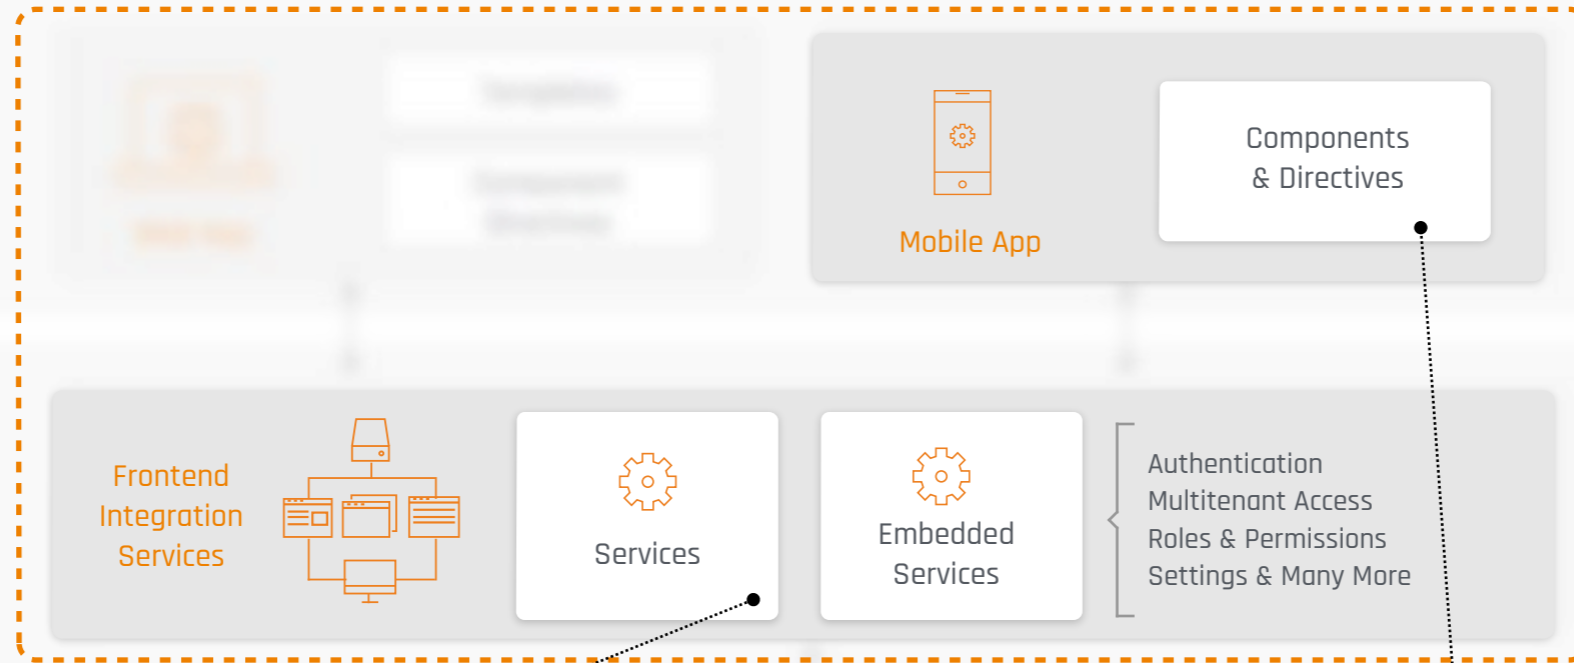 Components
& Directives
Mobile App
Frontend
Integration
Services
Services
Embedded
Services
Authentication
Multitenant Access
Roles & Permissions
Settings & Many More